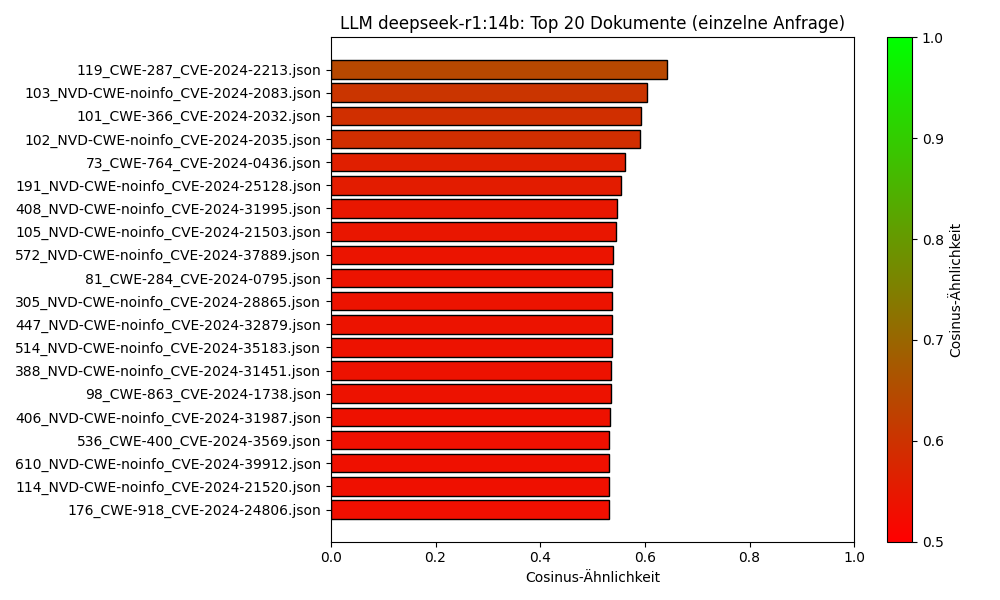 LLM deepseek-r1:14b: Top 20 Dokumente (einzelne Anfrage)
119_CWE-287_CVE-2024-2213.json
103_NVD-CWE-noinfo_CVE-2024-2083.json
101_CWE-366_CVE-2024-2032.json
102_NVD-CWE-noinfo_CVE-2024-2035.json
73_CWE-764_CVE-2024-0436.json
191_NVD-CWE-noinfo_CVE-2024-25128.json
408_NVD-CWE-noinfo_CVE-2024-31995.json
105_NVD-CWE-noinfo_CVE-2024-21503.json
572_NVD-CWE-noinfo_CVE-2024-37889.json
81_CWE-284_CVE-2024-0795.json
305_NVD-CWE-noinfo_CVE-2024-28865.json
447_NVD-CWE-noinfo_CVE-2024-32879.json
514_NVD-CWE-noinfo_CVE-2024-35183.json
388_NVD-CWE-noinfo_CVE-2024-31451.json
98_CWE-863_CVE-2024-1738.json
406_NVD-CWE-noinfo_CVE-2024-31987.json
536_CWE-400_CVE-2024-3569.json
610_NVD-CWE-noinfo_CVE-2024-39912.json
114_NVD-CWE-noinfo_CVE-2024-21520.json
176_CWE-918_CVE-2024-24806.json
0.0 0.2 0.4 0.6 0.8 1.0
Cosinus-Ähnlichkeit
1.0
0.9
0.8
0.7
0.6
0.5
Cosinus-Ähnlichkeit